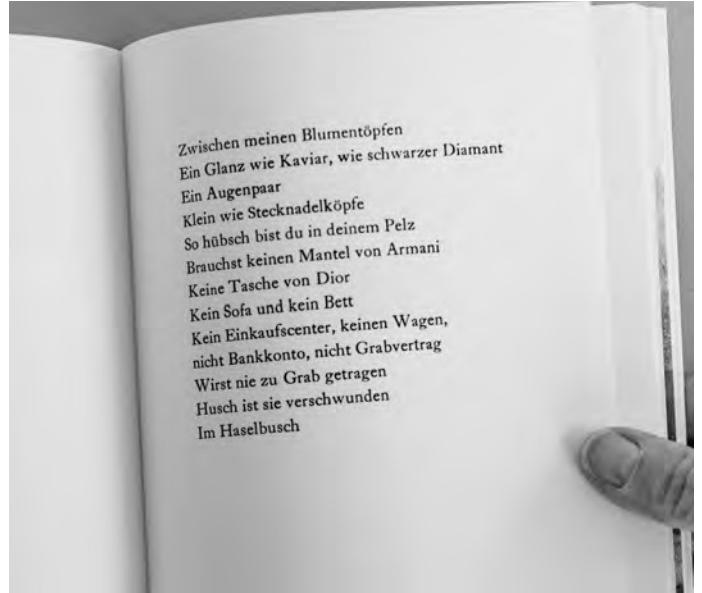 Zwischen meinen Blumentöpfen
Ein Glanz wie Kaviar, wie schwarzer Diamant
Ein Augenpaar
Klein wie Stecknadelköpfe
So hübsch bist du in deinem Pelz
Brauchst keinen Mantel von Armani
Keine Tasche von Dior
Kein Sofa und kein Bett
Kein Einkaufscenter, keinen Wagen,
nicht Bankkonto, nicht Grabvertrag
Wirst nie zu Grab getragen
Husch ist sie verschwunden
Im Haselbusch